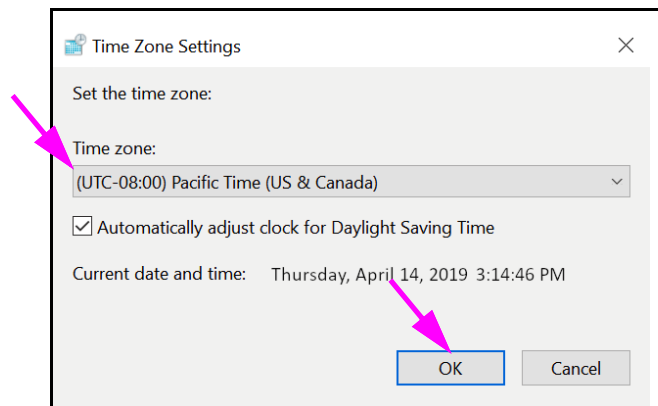 Time Zone Settings
Set the time zone:
Time zone:
(UTC-08:00) Pacific Time (US & Canada)
Automatically adjust clock for Daylight Saving Time
Current date and time: Thursday, April 14, 2019 3:14:46 PM
OK Cancel